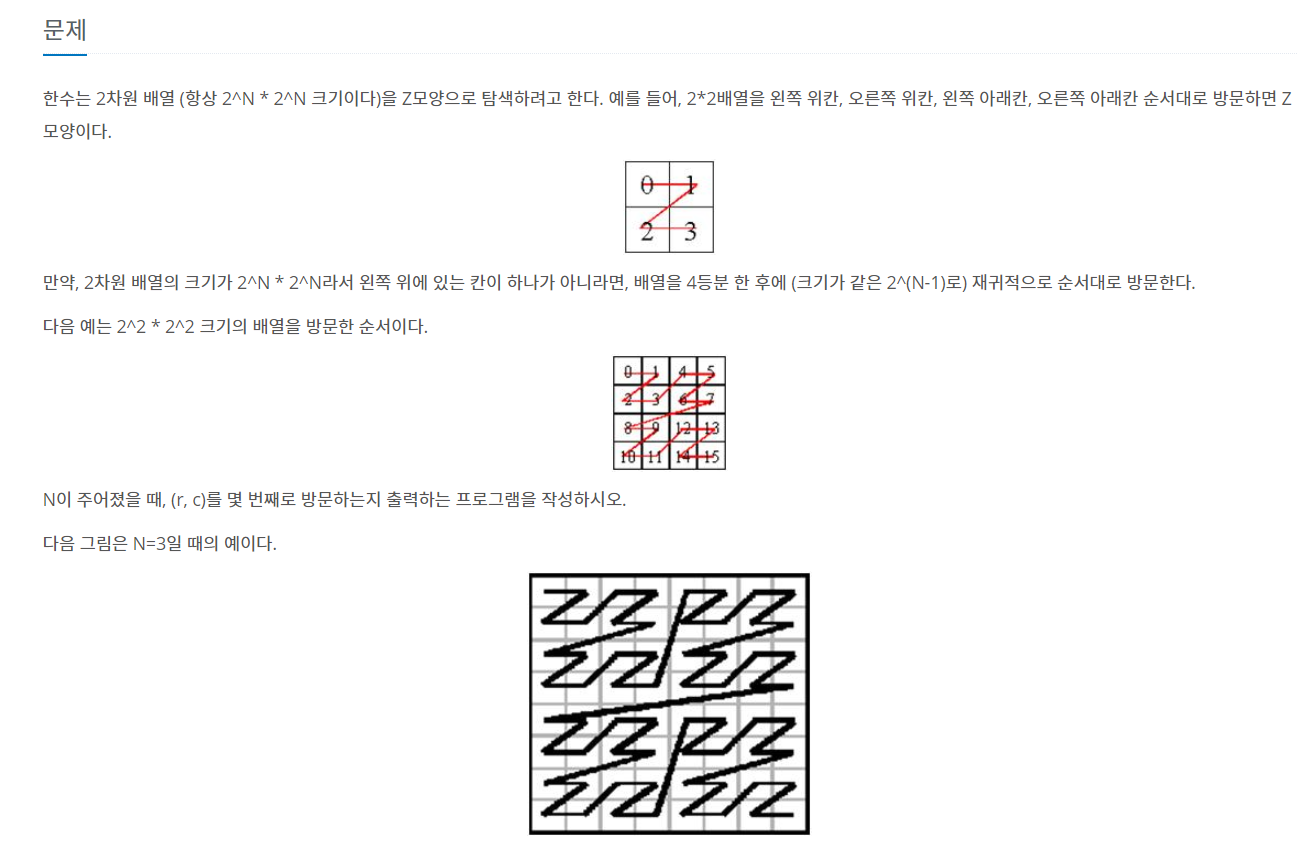 문제
한수는 2차원 배열 (항상 2^N * 2^N 크기이다)을 Z모양으로 탐색하려고 한다. 예를 들어, 2*2배열을 왼쪽 위칸, 오른쪽 위칸, 왼쪽 아래칸, 오른쪽 아래칸 순서대로 방문하면 Z
모양이다.
0 1
2 3
만약, 2차원 배열의 크기가 2^N * 2^N라서 왼쪽 위에 있는 칸이 하나가 아니라면, 배열을 4등분 한 후에 (크기가 같은 2^(N-1)로) 재귀적으로 순서대로 방문한다.
다음 예는 2^2 * 2^2 크기의 배열을 방문한 순서이다.
0 1 4 5
2 3 6 7
8 9 12 13
10 11 14 15
N이 주어졌을 때, (r, c)를 몇 번째로 방문하는지 출력하는 프로그램을 작성하시오.
다음 그림은 N=3일 때의 예이다.